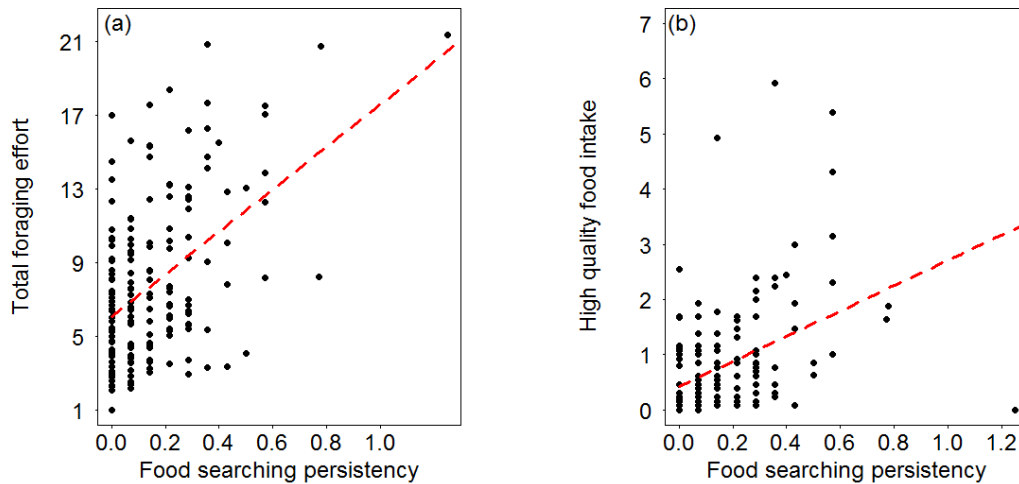 (a)
Total foraging effort
21
17
13
9
5
1
0.0 0.2 0.4 0.6 0.8 1.0
Food searching persistency
(b)
High quality food intake
7
6
5
4
3
2
1
0
0.0 0.2 0.4 0.6 0.8 1.0 1.2
Food searching persistency